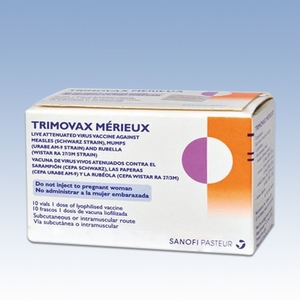 TRIMOVAX MÉRIEUX
LIVE ATTENUATED VIRUS VACCINE AGAINST
MEASLES (SCHWARZ STRAIN), MUMPS
(URABE AM-9 STRAIN) AND RUBELLA
(WISTAR RA 27/3M STRAIN)
VACUNA DE VIRUS VIVOS ATENUADOS CONTRA EL
SARAMPIÓN (CEPA SCHWARZ), LAS PAPERAS
(CEPA URABE AM-9) Y LA RUBÉOLA (CEPA WISTAR RA 27/3M)
Do not inject to pregnant woman
No administrar a la mujer embarazada
10 vials 1 dose of lyophilised vaccine
10 frascos 1 dosis de vacuna liofilizada
Subcutaneous or intramuscular route
Vía subcutánea o intramuscular
SANOFI PASTEUR